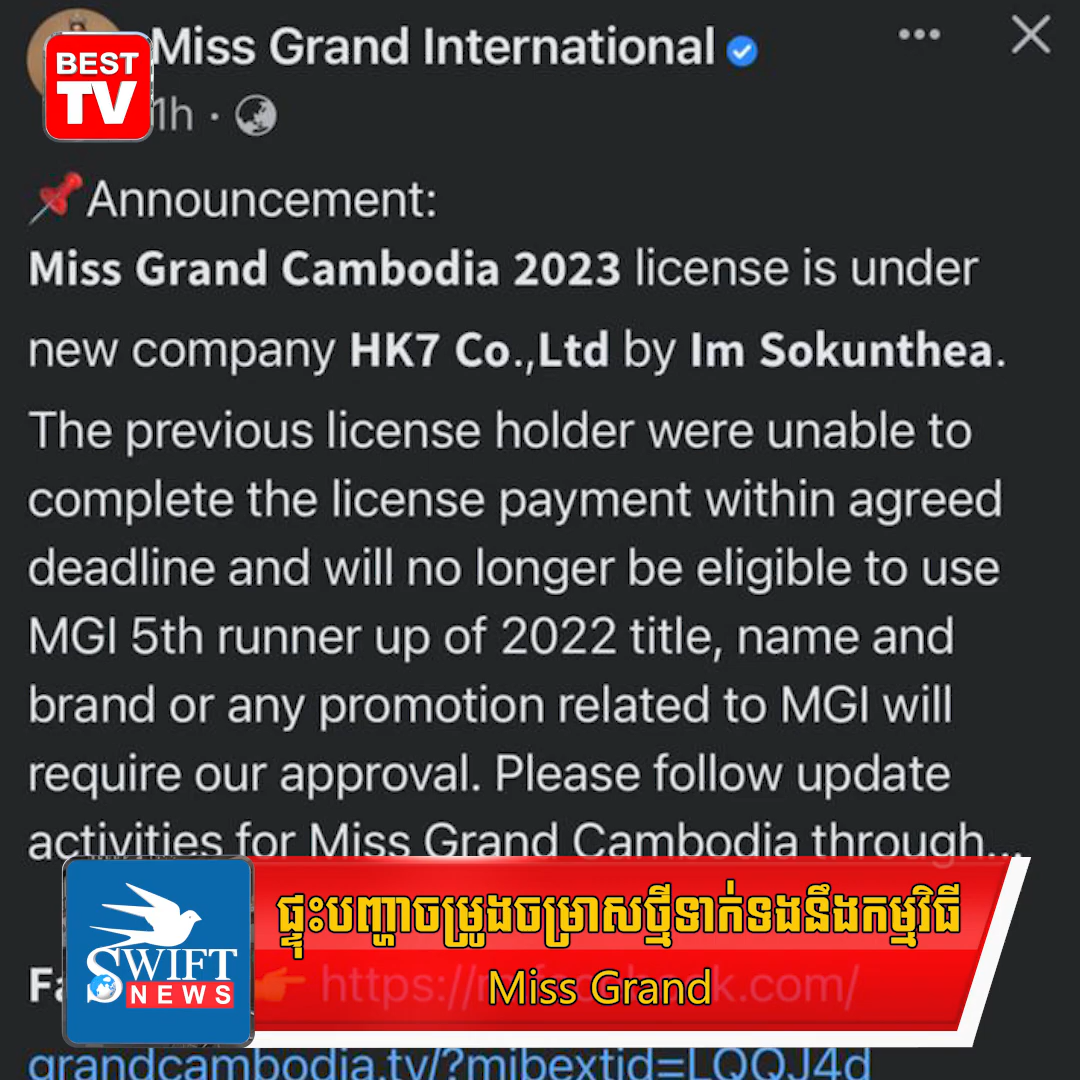 BEST
TV
Miss Grand International
1h ·
Announcement:
Miss Grand Cambodia 2023 license is under
new company HK7 Co.,Ltd by Im Sokunthea.
The previous license holder were unable to
complete the license payment within agreed
deadline and will no longer be eligible to use
MGI 5th runner up of 2022 title, name and
brand or any promotion related to MGI will
require our approval. Please follow update
activities for Miss Grand Cambodia through...
SWIFT
NEWS
ផ្ទុះបញ្ហាចម្រូងចម្រាសថ្មីទាក់ទងនឹងកម្មវិធី
Miss Grand
grandcambodia.tv/?mibextid=LQQJ4d